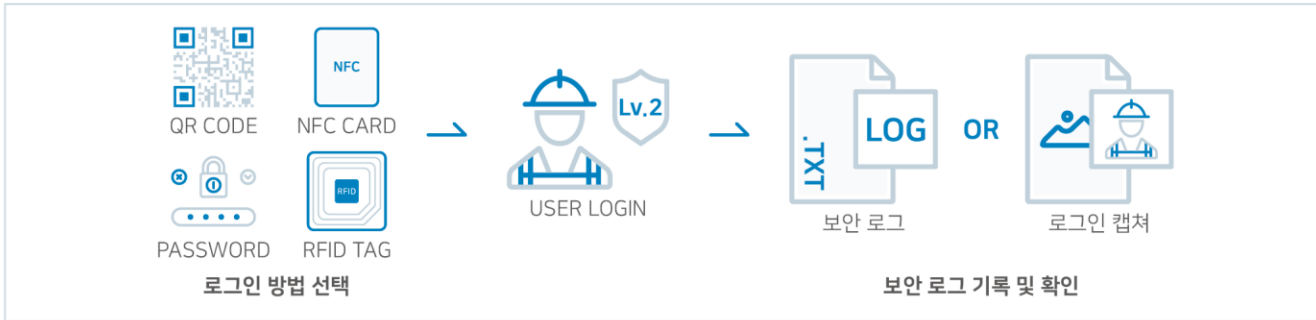 NFC
QR CODE
NFC CARD
RFID
PASSWORD
RFID TAG
로그인 방법 선택
Lv.2
USER LOGIN
.TXT
LOG
보안 로그
OR
로그인 캡쳐
보안 로그 기록 및 확인